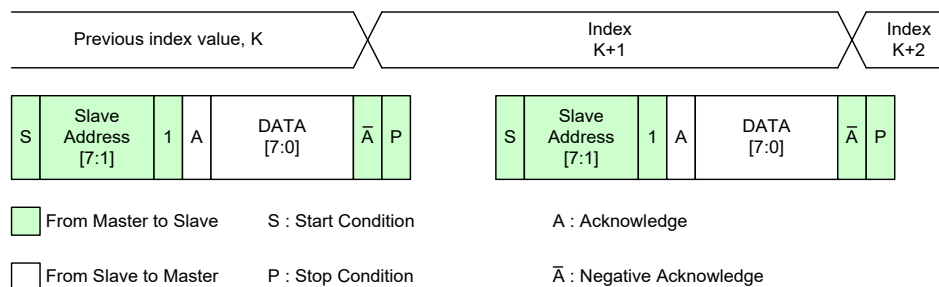 Previous index value, K
Index
K+1
Index
K+2
S
Slave
Address
[7:1]
1
A
DATA
[7:0]
A̅
P
S
Slave
Address
[7:1]
1
A
DATA
[7:0]
A̅
P
From Master to Slave
S : Start Condition
A : Acknowledge
From Slave to Master
P : Stop Condition
A̅ : Negative Acknowledge